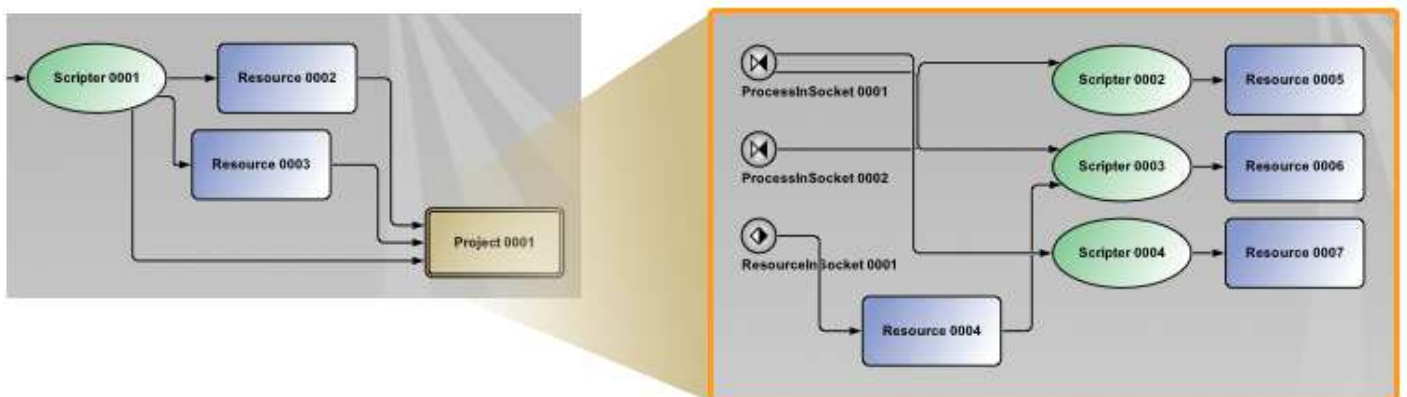 Scripter 0001
Resource 0002
Resource 0003
Project 0001
ProcessInSocket 0001
Scripter 0002
Resource 0005
ProcessInSocket 0002
Scripter 0003
Resource 0006
ResourceInSocket 0001
Scripter 0004
Resource 0007
Resource 0004